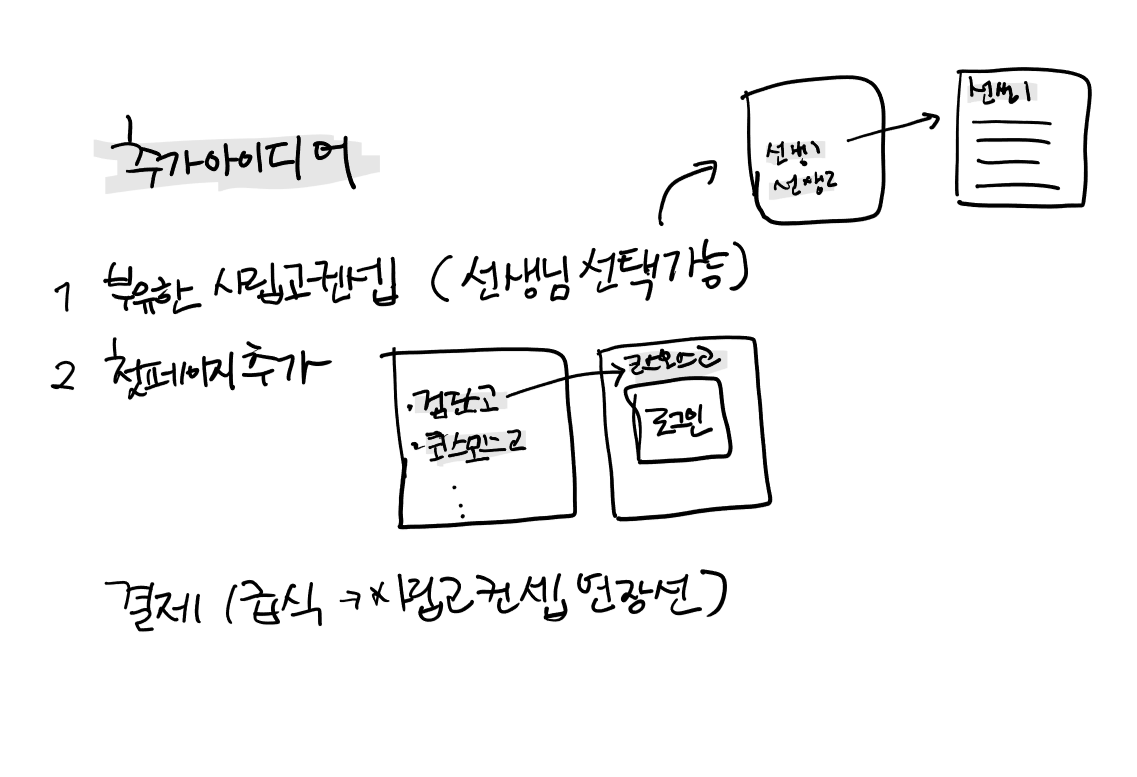 추가아이디어
선생1
선생2
선생1
1 부유한 사립고컨셉 (선생님 선택가능)
2 첫페이지 추가
· 검단고
· 코스모스고
코스모스고
로그인
결제 (급식 → 사립고컨셉 연장선)